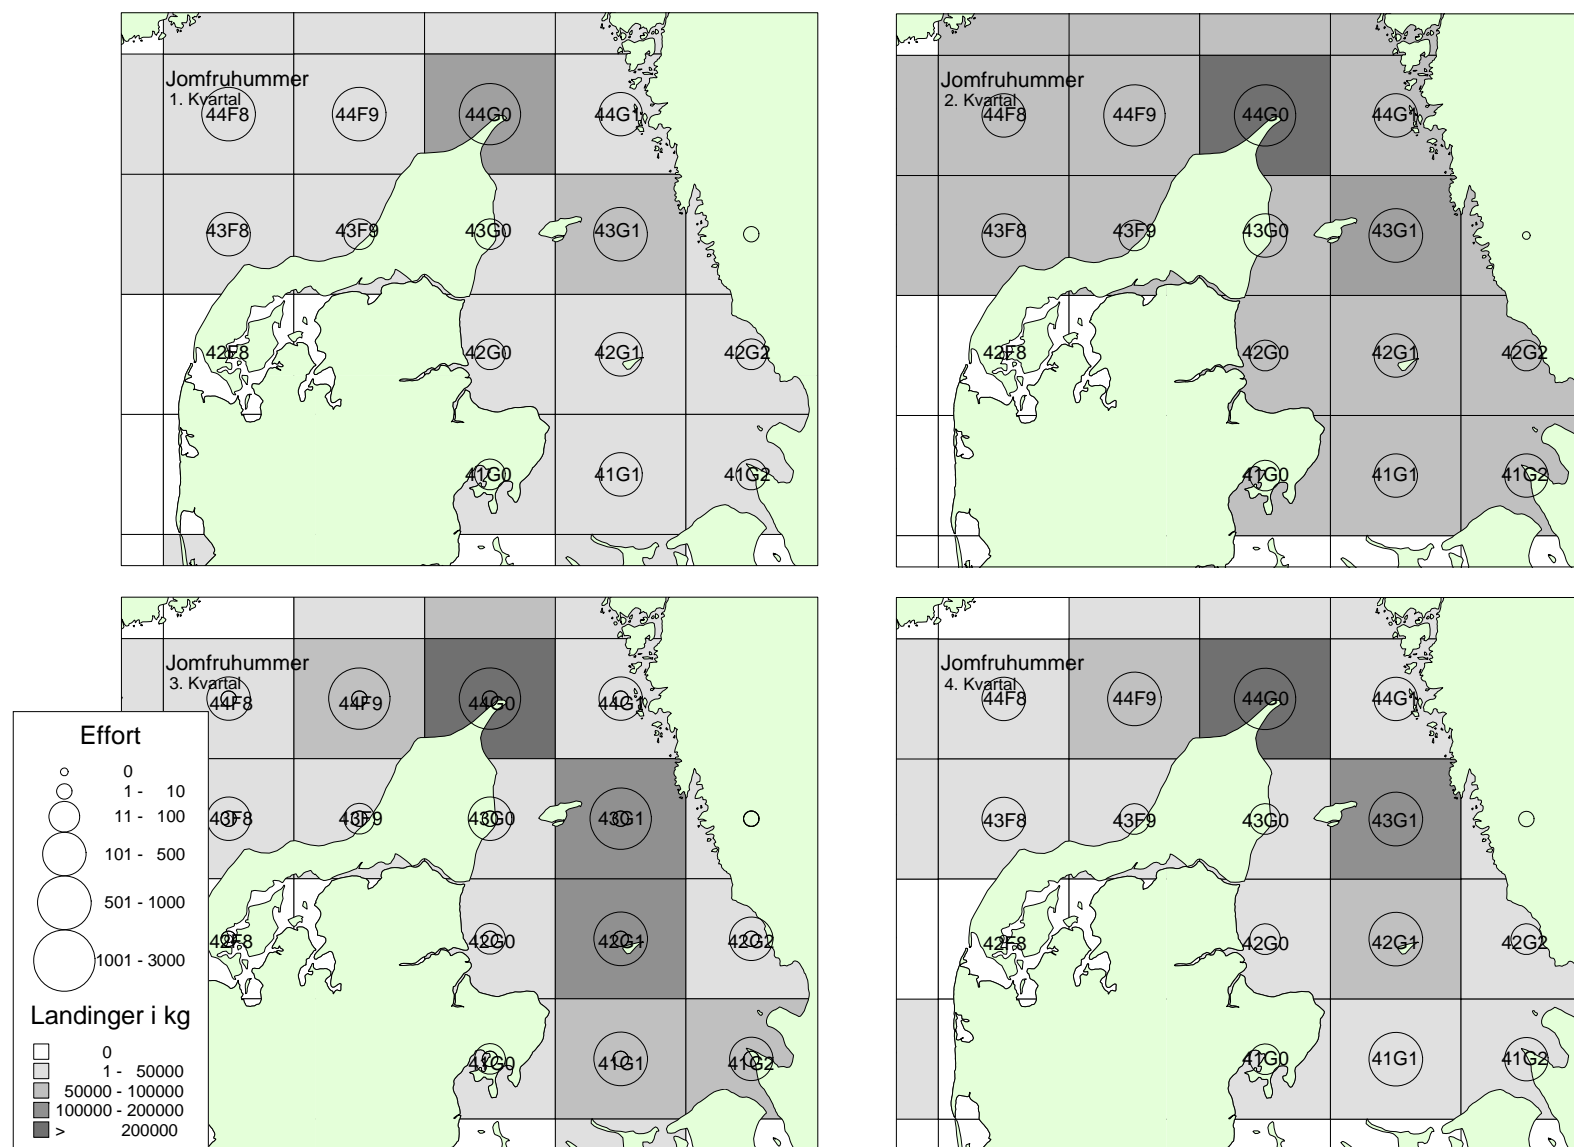 Jomfruhummer
1. Kvartal
44F8 44F9 44G0 44G1
43F8 43F9 43G0 43G1
42F8 42G0 42G1 42G2
41G0 41G1 41G2
Jomfruhummer
2. Kvartal
44F8 44F9 44G0 44G1
43F8 43F9 43G0 43G1
42F8 42G0 42G1 42G2
41G0 41G1 41G2
Jomfruhummer
3. Kvartal
44F8 44F9 44G0 44G1
43F8 43F9 43G0 43G1
42F8 42G0 42G1 42G2
41G0 41G1 41G2
Jomfruhummer
4. Kvartal
44F8 44F9 44G0 44G1
43F8 43F9 43G0 43G1
42F8 42G0 42G1 42G2
41G0 41G1 41G2
Effort
0
1 - 10
11 - 100
101 - 500
501 - 1000
1001 - 3000
Landinger i kg
0
1 - 50000
50000 - 100000
100000 - 200000
> 200000